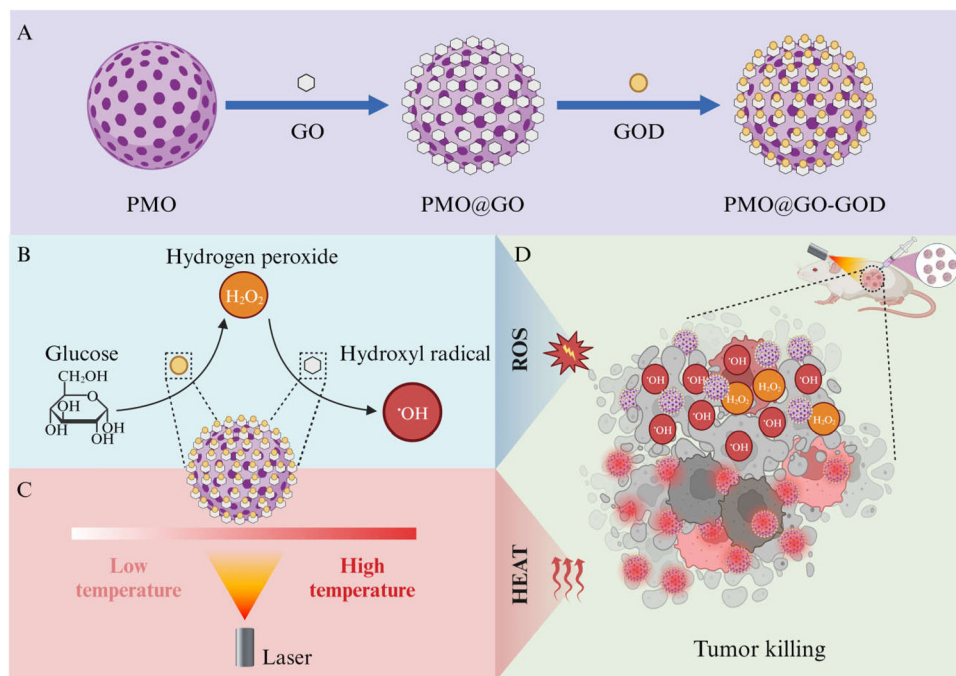 A
GO
GOD
PMO
PMO@GO
PMO@GO-GOD
B
Hydrogen peroxide
H₂O₂
Glucose
CH₂OH
O
OH
OH
OH
OH
Hydroxyl radical
·OH
C
Low
temperature
High
temperature
Laser
D
ROS
HEAT
·OH
·OH
·OH
·OH
H₂O₂
H₂O₂
·OH
·OH
·OH
H₂O₂
·OH
·OH
Tumor killing